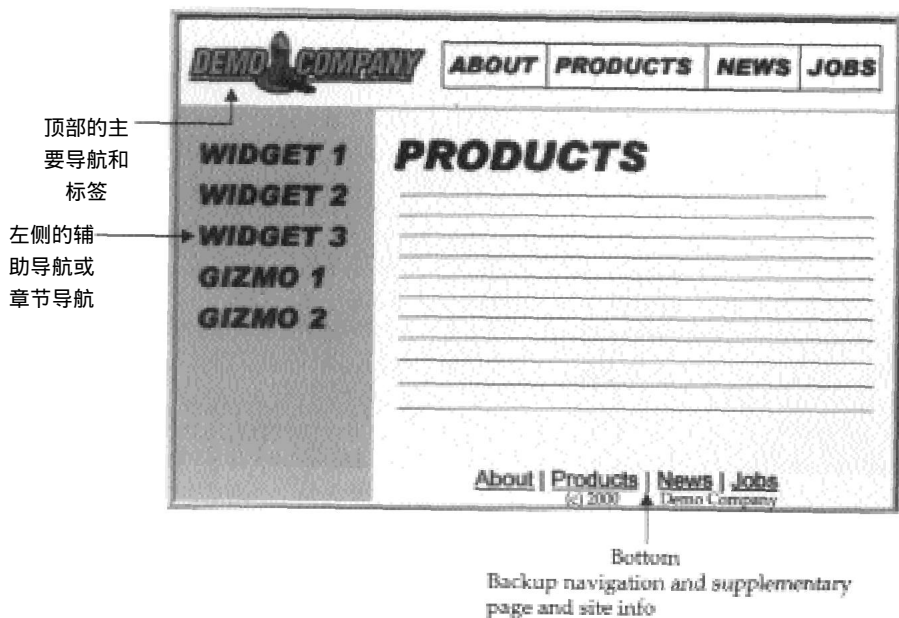 DEMO COMPANY
ABOUT PRODUCTS NEWS JOBS
顶部的主
要导航和
标签
左侧的辅
助导航或
章节导航
WIDGET 1
WIDGET 2
WIDGET 3
GIZMO 1
GIZMO 2
PRODUCTS
About | Products | News | Jobs
(c) 2000 Demo Company
Bottom
Backup navigation and supplementary
page and site info